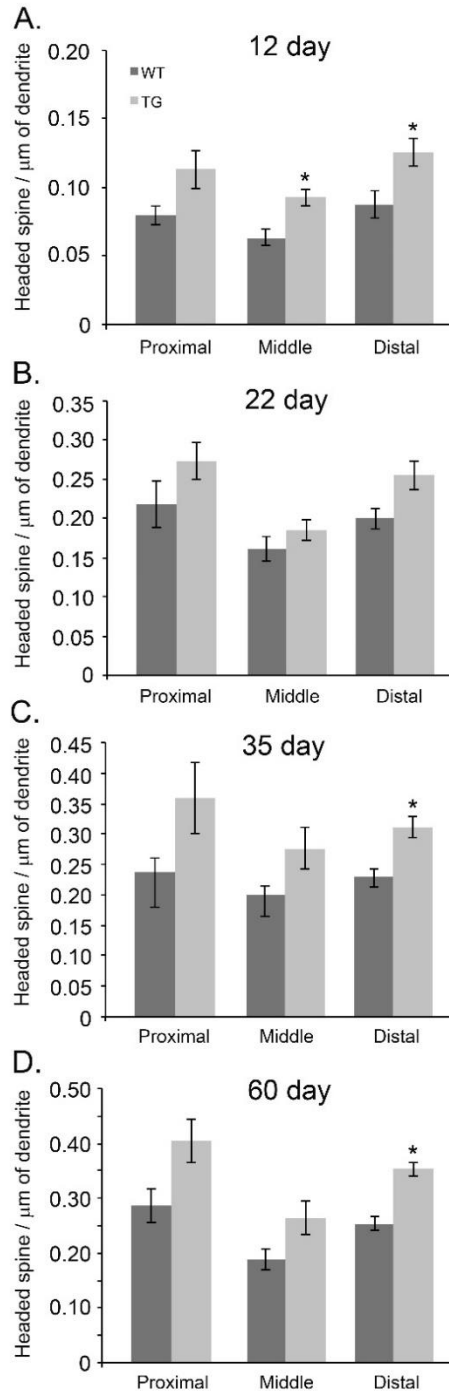 A.
12 day
Headed spine / μm of dendrite
0.20
0.15
0.10
0.05
0
WT
TG
*
*
Proximal Middle Distal
B.
22 day
Headed spine / μm of dendrite
0.35
0.30
0.25
0.20
0.15
0.10
0.05
0
Proximal Middle Distal
C.
35 day
Headed spine / μm of dendrite
0.45
0.40
0.35
0.30
0.25
0.20
0.15
0.10
0.05
0.00
*
Proximal Middle Distal
D.
60 day
Headed spine / μm of dendrite
0.50
0.40
0.30
0.20
0.10
0
*
Proximal Middle Distal